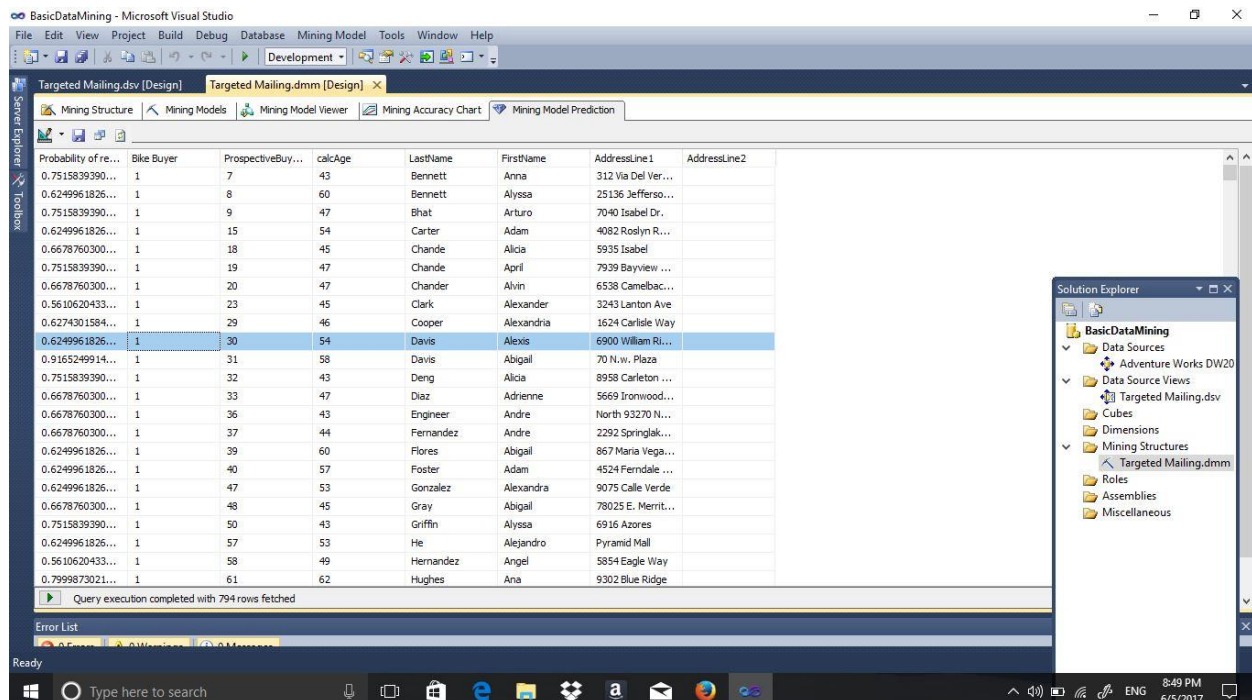 BasicDataMining - Microsoft Visual Studio
File Edit View Project Build Debug Database Mining Model Tools Window Help
Development
Targeted Mailing.dsv [Design] Targeted Mailing.dmm [Design]
Mining Structure Mining Models Mining Model Viewer Mining Accuracy Chart Mining Model Prediction
Server Explorer
Toolbox
Probability of re... Bike Buyer ProspectiveBuy... calcAge LastName FirstName AddressLine1 AddressLine2
0.7515839390... 1 7 43 Bennett Anna 312 Via Del Ver...
0.6249961826... 1 8 60 Bennett Alyssa 25136 Jefferso...
0.7515839390... 1 9 47 Bhat Arturo 7040 Isabel Dr.
0.6249961826... 1 15 54 Carter Adam 4082 Roslyn R...
0.6678760300... 1 18 45 Chande Alicia 5935 Isabel
0.7515839390... 1 19 47 Chande April 7939 Bayview ...
0.6678760300... 1 20 47 Chander Alvin 6538 Camelbac...
0.5610620433... 1 23 45 Clark Alexander 3243 Lanton Ave
0.6274301584... 1 29 46 Cooper Alexandria 1624 Carlisle Way
0.6249961826... 1 30 54 Davis Alexis 6900 William Ri...
0.9165249914... 1 31 58 Davis Abigail 70 N.w. Plaza
0.7515839390... 1 32 43 Deng Alicia 8958 Carleton ...
0.6678760300... 1 33 47 Diaz Adrienne 5669 Ironwood...
0.6678760300... 1 36 43 Engineer Andre North 93270 N...
0.6678760300... 1 37 44 Fernandez Andre 2292 Springlak...
0.6249961826... 1 39 60 Flores Abigail 867 Maria Vega...
0.6249961826... 1 40 57 Foster Adam 4524 Ferndale ...
0.6249961826... 1 47 53 Gonzalez Alexandra 9075 Calle Verde
0.6678760300... 1 48 45 Gray Abigail 78025 E. Merrit...
0.7515839390... 1 50 43 Griffin Alyssa 6916 Azores
0.6249961826... 1 57 53 He Alejandro Pyramid Mall
0.5610620433... 1 58 49 Hernandez Angel 5854 Eagle Way
0.7999873021... 1 61 62 Hughes Ana 9302 Blue Ridge
Query execution completed with 794 rows fetched
Solution Explorer
BasicDataMining
Data Sources
Adventure Works DW20
Data Source Views
Targeted Mailing.dsv
Cubes
Dimensions
Mining Structures
Targeted Mailing.dmm
Roles
Assemblies
Miscellaneous
Error List
0 Errors 0 Warnings 0 Messages
Ready
Type here to search
a
ENG 8:49 PM
6/5/2017